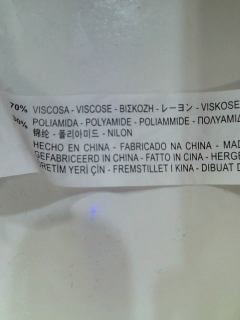 70% VISCOSA - VISCOSE - ΒΙΣΚΟΖΗ - レーヨン - VISKOSE
30% POLIAMIDA - POLYAMIDE - POLIAMMIDE - ΠΟΛΥΑΜΙΔ
锦纶 - 폴리아미드 - NILON
HECHO EN CHINA - FABRICADO NA CHINA - MAD
GEFABRICEERD IN CHINA - FATTO IN CINA - HERGE
ÜRETİM YERİ ÇİN - FREMSTILLET I KINA - DIBUAT D